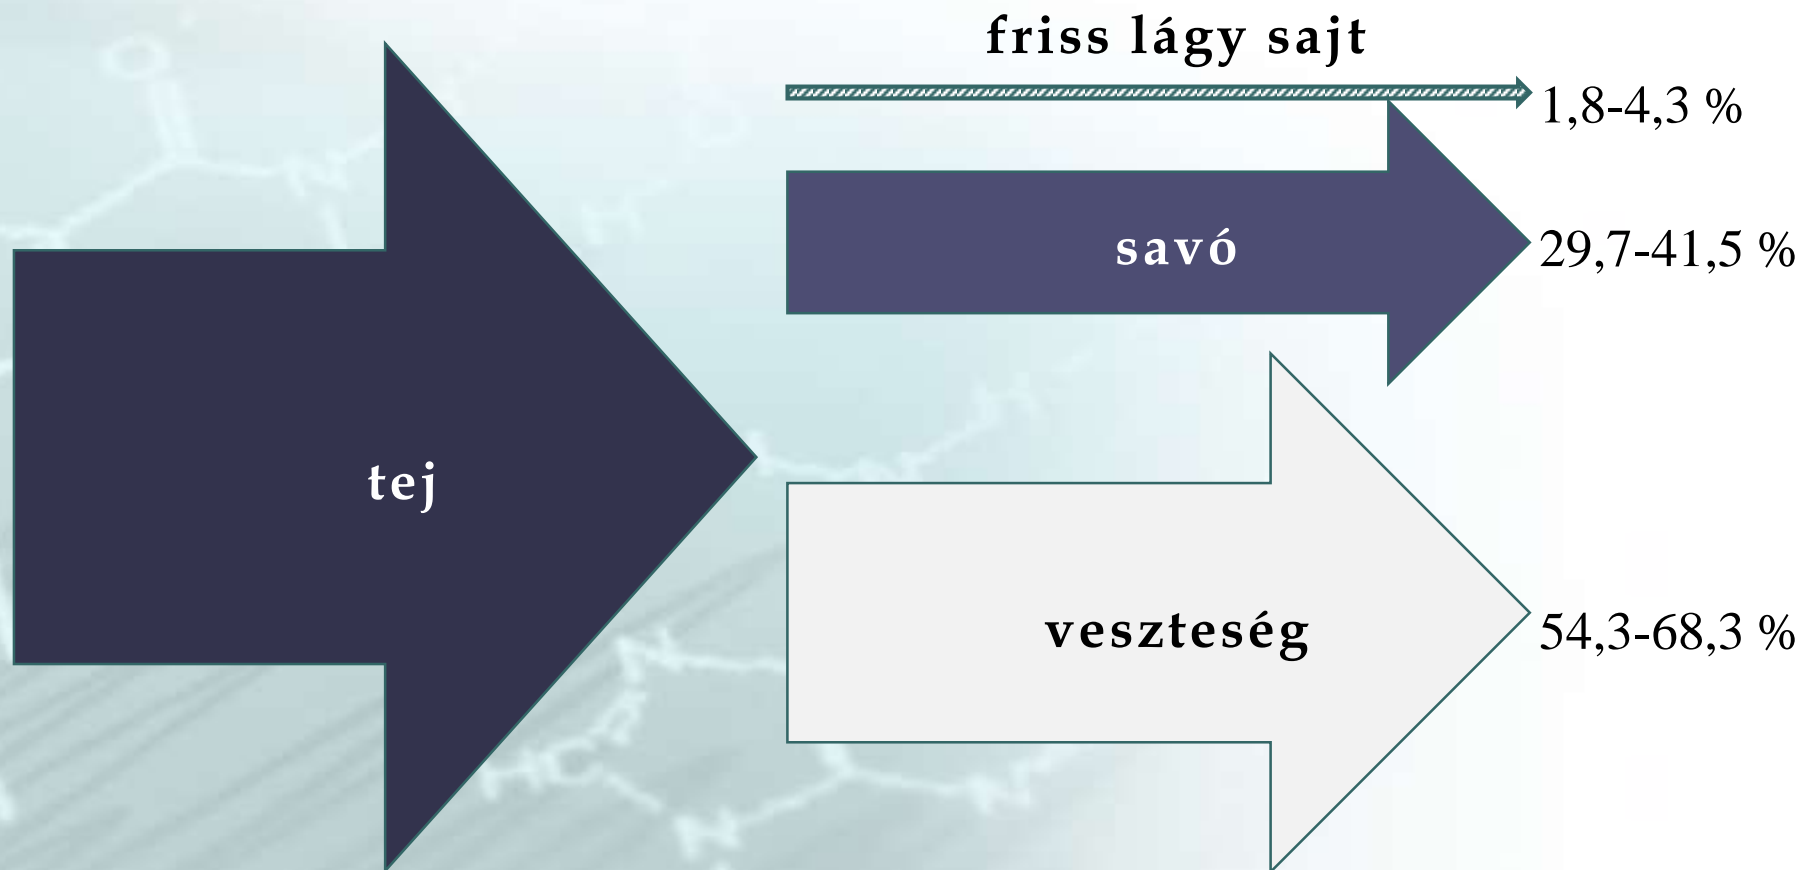 friss lágy sajt
1,8-4,3 %
savó
29,7-41,5 %
tej
veszteség
54,3-68,3 %